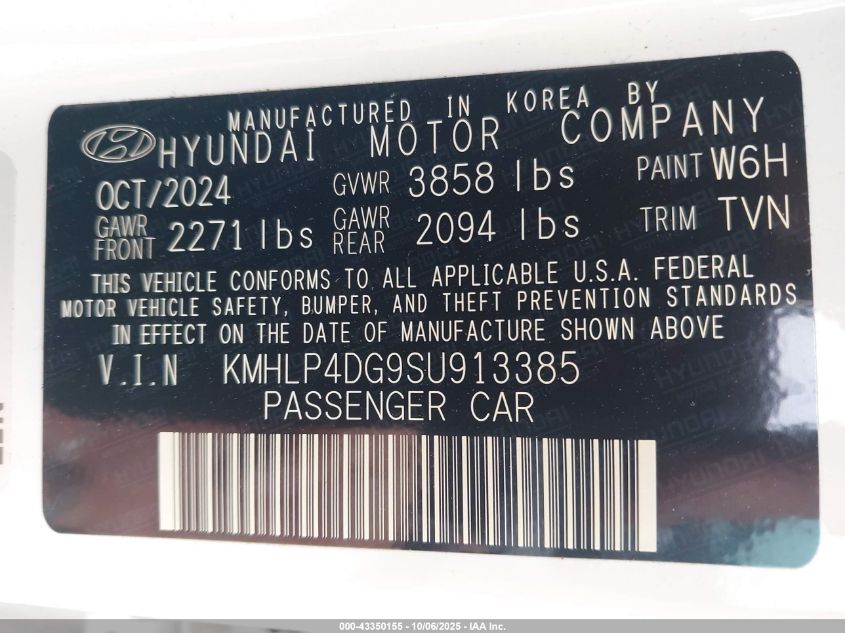 MANUFACTURED IN KOREA BY
HYUNDAI MOTOR COMPANY
OCT/2024 GVWR 3858 lbs PAINT W6H
GAWR FRONT 2271 lbs GAWR REAR 2094 lbs TRIM TVN
THIS VEHICLE CONFORMS TO ALL APPLICABLE U.S.A. FEDERAL
MOTOR VEHICLE SAFETY, BUMPER, AND THEFT PREVENTION STANDARDS
IN EFFECT ON THE DATE OF MANUFACTURE SHOWN ABOVE
V.I.N KMHLP4DG9SU913385
PASSENGER CAR
000-43350155 - 10/06/2025 - IAA Inc.